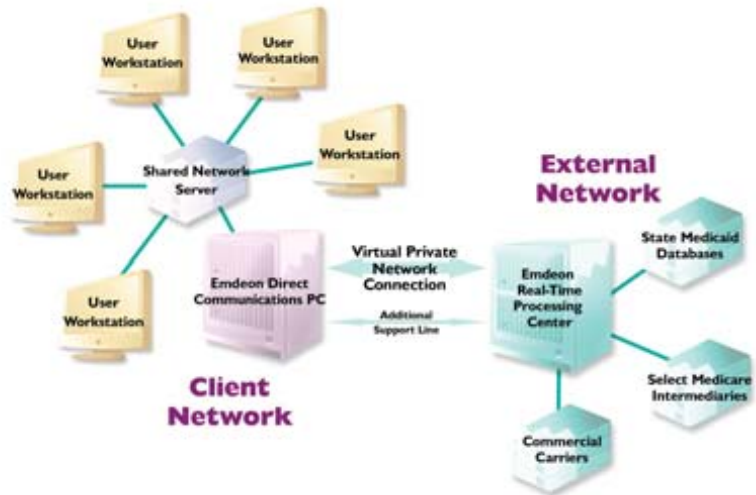 User
Workstation
User
Workstation
User
Workstation
User
Workstation
User
Workstation
Shared Network
Server
Emdeon Direct
Communications PC
Client
Network
Virtual Private
Network
Connection
Additional
Support Line
External
Network
Emdeon
Real-Time
Processing
Center
State Medicaid
Databases
Select Medicare
Intermediaries
Commercial
Carriers